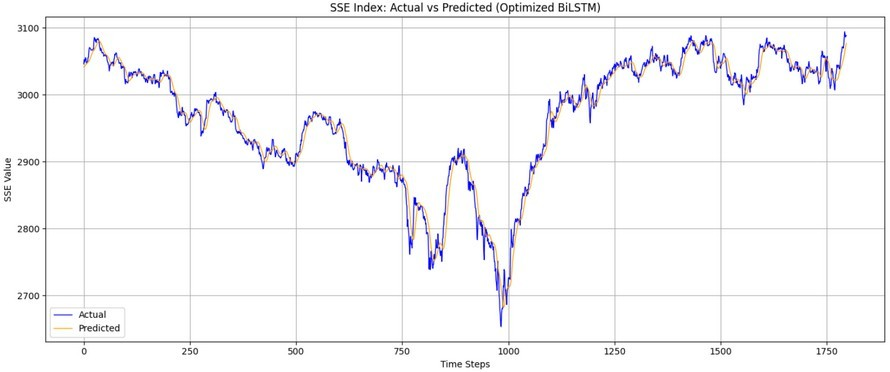 SSE Index: Actual vs Predicted (Optimized BiLSTM)
SSE Value
3100
3000
2900
2800
2700
Actual
Predicted
0 250 500 750 1000 1250 1500 1750
Time Steps